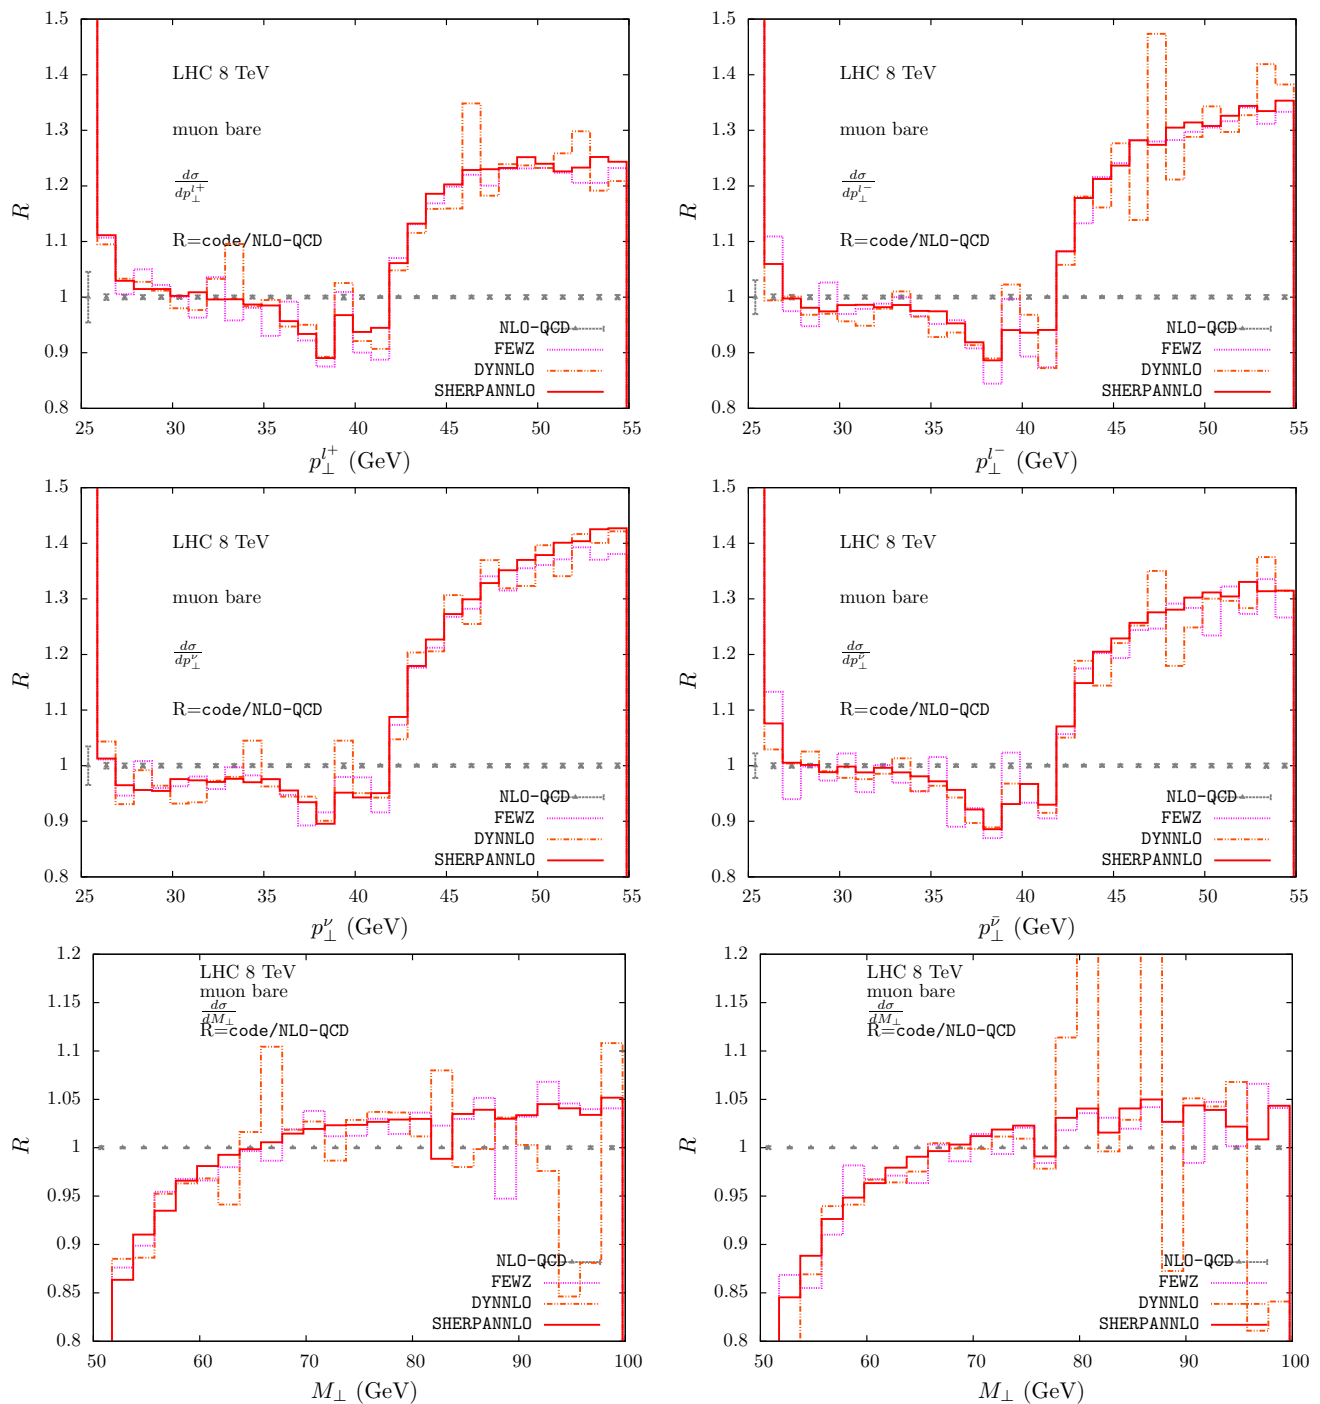 1.5
1.4
1.3
1.2
1.1
1
0.9
0.8
R
LHC 8 TeV
muon bare
dσ/dp⊥^{l+}
R=code/NLO-QCD
NLO-QCD
FEWZ
DYNNLO
SHERPANNLO
25 30 35 40 45 50 55
p⊥^{l+} (GeV)
1.5
1.4
1.3
1.2
1.1
1
0.9
0.8
R
LHC 8 TeV
muon bare
dσ/dp⊥^{l−}
R=code/NLO-QCD
NLO-QCD
FEWZ
DYNNLO
SHERPANNLO
25 30 35 40 45 50 55
p⊥^{l−} (GeV)
1.5
1.4
1.3
1.2
1.1
1
0.9
0.8
R
LHC 8 TeV
muon bare
dσ/dp⊥^ν
R=code/NLO-QCD
NLO-QCD
FEWZ
DYNNLO
SHERPANNLO
25 30 35 40 45 50 55
p⊥^ν (GeV)
1.5
1.4
1.3
1.2
1.1
1
0.9
0.8
R
LHC 8 TeV
muon bare
dσ/dp⊥^ν̄
R=code/NLO-QCD
NLO-QCD
FEWZ
DYNNLO
SHERPANNLO
25 30 35 40 45 50 55
p⊥^ν̄ (GeV)
1.2
1.15
1.1
1.05
1
0.95
0.9
0.85
0.8
R
LHC 8 TeV
muon bare
dσ/dM⊥
R=code/NLO-QCD
NLO-QCD
FEWZ
DYNNLO
SHERPANNLO
50 60 70 80 90 100
M⊥ (GeV)
1.2
1.15
1.1
1.05
1
0.95
0.9
0.85
0.8
R
LHC 8 TeV
muon bare
dσ/dM⊥
R=code/NLO-QCD
NLO-QCD
FEWZ
DYNNLO
SHERPANNLO
50 60 70 80 90 100
M⊥ (GeV)